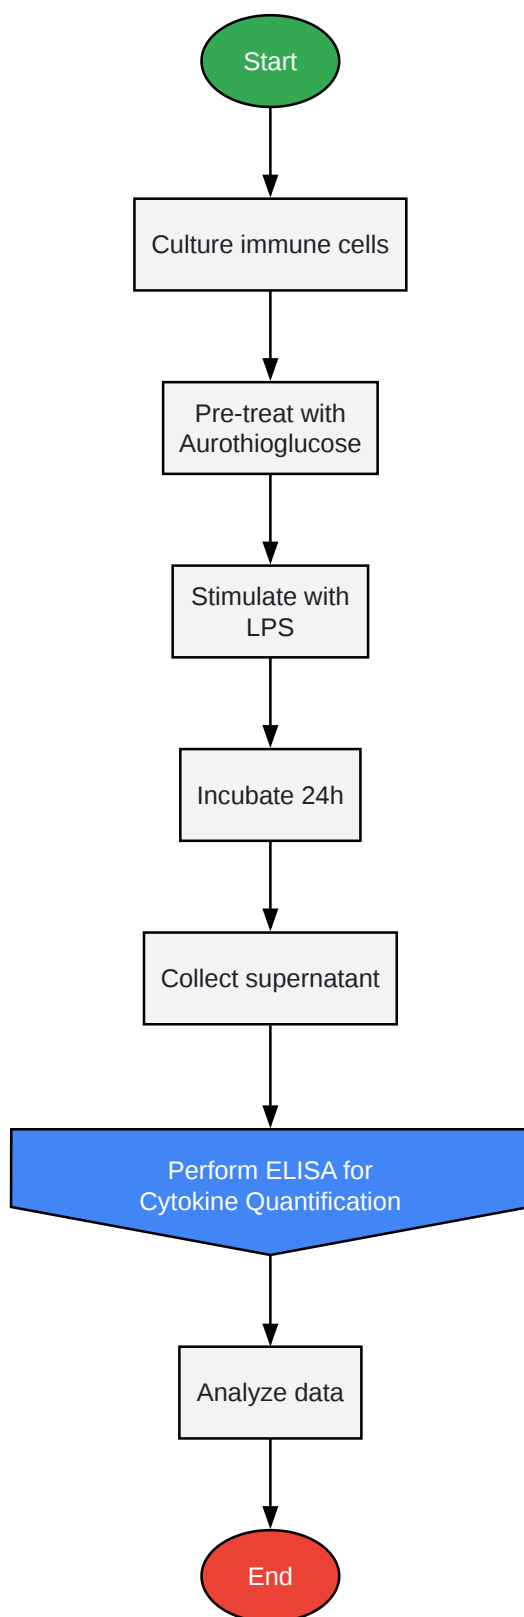 Start
Culture immune cells
Pre-treat with
Aurothioglucose
Stimulate with
LPS
Incubate 24h
Collect supernatant
Perform ELISA for
Cytokine Quantification
Analyze data
End